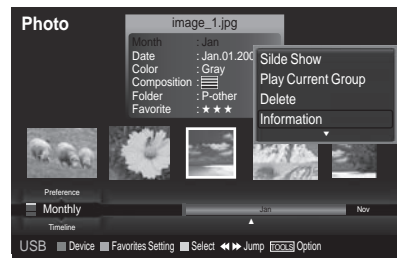 Photo
image_1.jpg
Month : Jan
Date : Jan.01.200
Color : Gray
Composition :
Folder : P-other
Favorite : ★ ★ ★
Silde Show
Play Current Group
Delete
Information
Preference
Monthly
Jan
Nov
Timeline
USB Device Favorites Setting Select Jump TOOLS Option